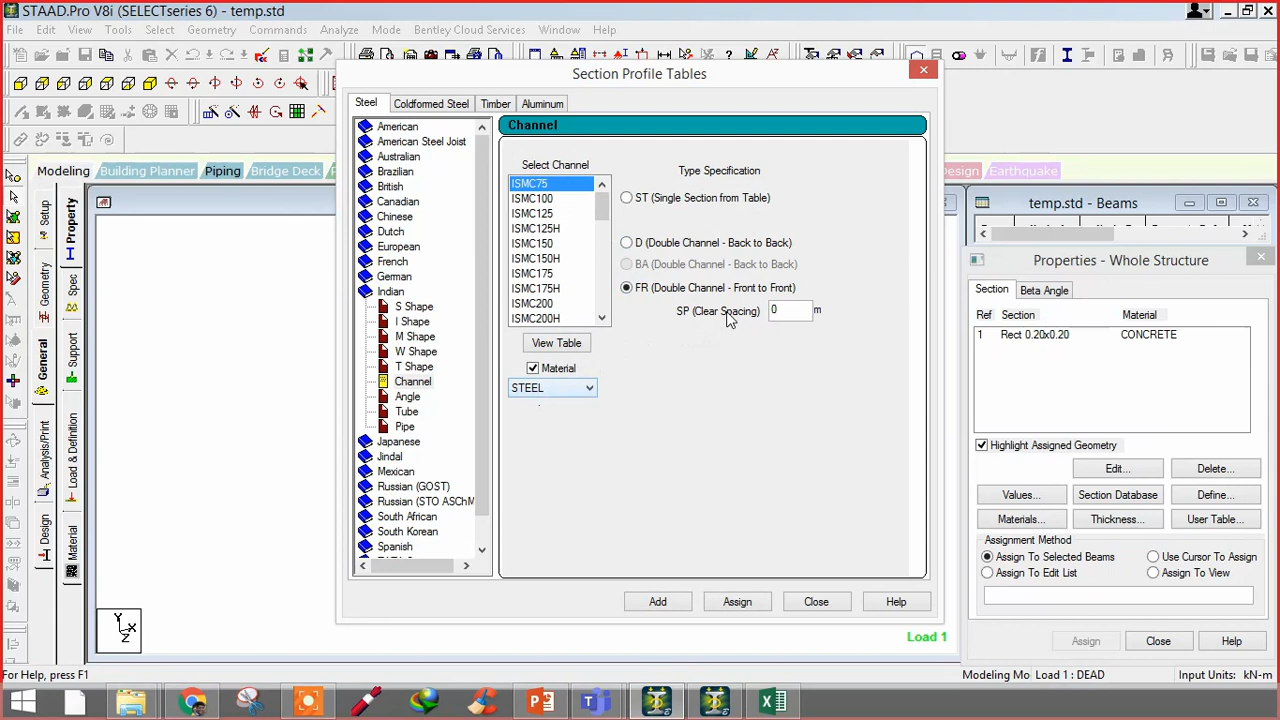 STAAD.Pro V8i (SELECTseries 6) - temp.std
File Edit View Tools Select Geometry Commands Analyze Mode Bentley Cloud Services Window Help
Section Profile Tables
Steel Coldformed Steel Timber Aluminum
Modeling Building Planner Piping Bridge Deck
Design Earthquake
Setup
Geometry
General
Analysis/Print
Design
Property
Spec
Support
Load & Definition
Material
American
American Steel Joist
Australian
Brazilian
British
Canadian
Chinese
Dutch
European
French
German
Indian
S Shape
I Shape
M Shape
W Shape
T Shape
Channel
Angle
Tube
Pipe
Japanese
Jindal
Mexican
Russian (GOST)
Russian (STO ASChM
South African
South Korean
Spanish
Channel
Select Channel
ISMC75
ISMC100
ISMC125
ISMC125H
ISMC150
ISMC150H
ISMC175
ISMC175H
ISMC200
ISMC200H
View Table
Material
STEEL
Type Specification
ST (Single Section from Table)
D (Double Channel - Back to Back)
BA (Double Channel - Back to Back)
FR (Double Channel - Front to Front)
SP (Clear Spacing) 0 m
Add Assign Close Help
temp.std - Beams
Properties - Whole Structure
Section Beta Angle
Ref Section Material
1 Rect 0.20x0.20 CONCRETE
Highlight Assigned Geometry
Edit... Delete...
Values... Section Database Define...
Materials... Thickness... User Table...
Assignment Method
Assign To Selected Beams Use Cursor To Assign
Assign To Edit List Assign To View
Assign Close Help
Y
X
Z
Load 1
For Help, press F1
Modeling Mo Load 1 : DEAD Input Units: kN-m